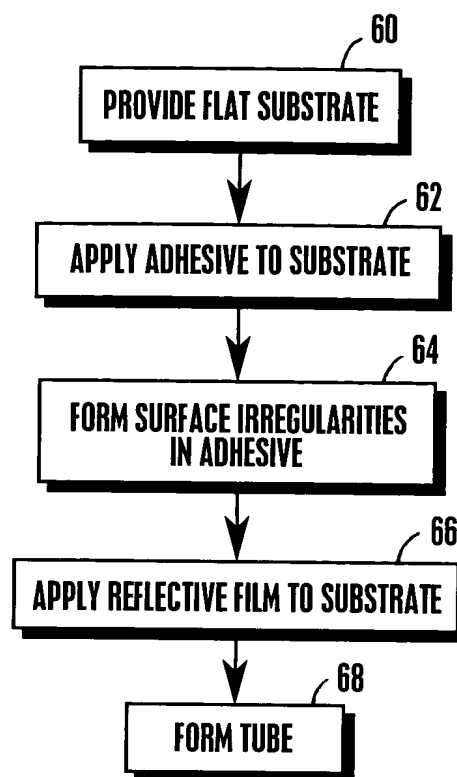 60
PROVIDE FLAT SUBSTRATE
62
APPLY ADHESIVE TO SUBSTRATE
64
FORM SURFACE IRREGULARITIES
IN ADHESIVE
66
APPLY REFLECTIVE FILM TO SUBSTRATE
68
FORM TUBE